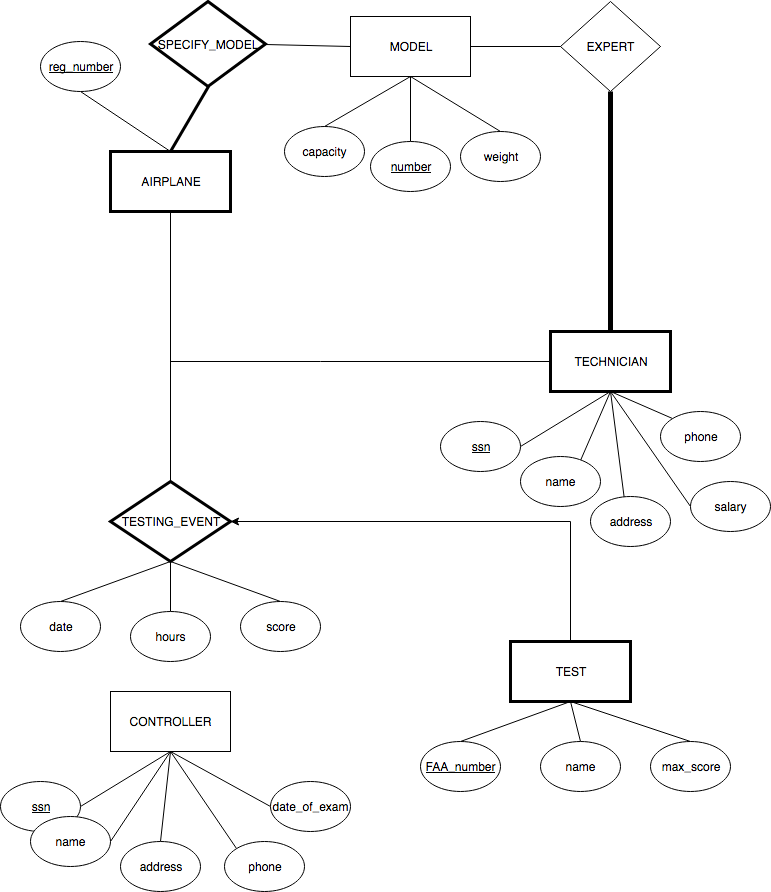 SPECIFY_MODEL
MODEL
EXPERT
reg_number
capacity
number
weight
AIRPLANE
TECHNICIAN
ssn
name
address
salary
phone
TESTING_EVENT
date
hours
score
TEST
FAA_number
name
max_score
CONTROLLER
ssn
name
address
phone
date_of_exam